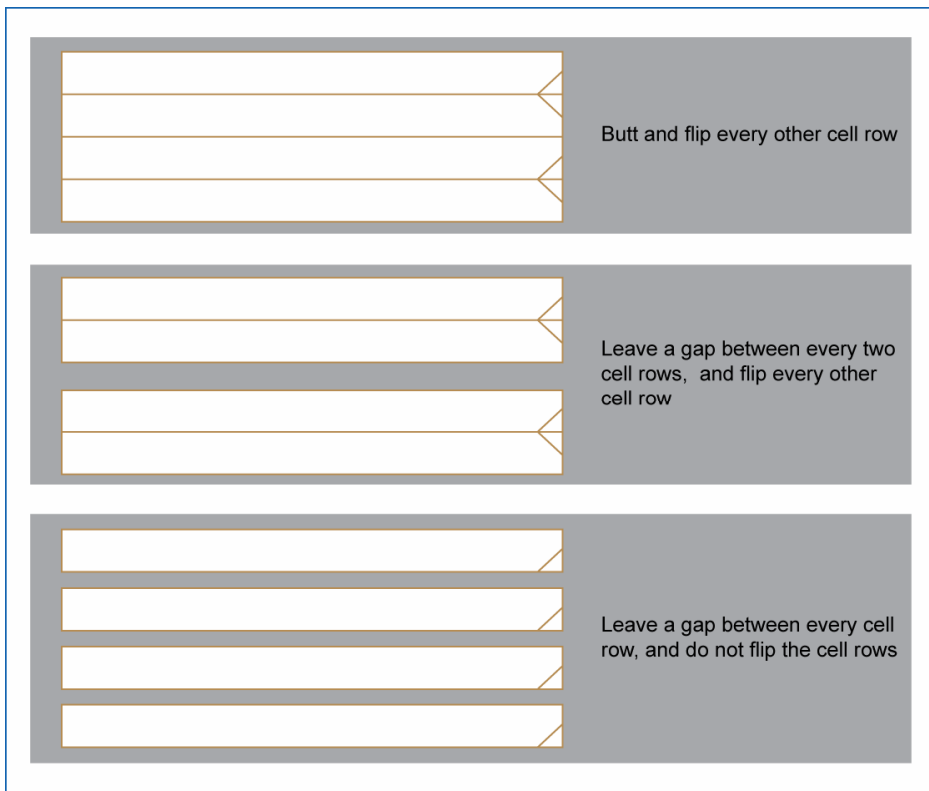 Butt and flip every other cell row
Leave a gap between every two
cell rows,  and flip every other
cell row
Leave a gap between every cell
row, and do not flip the cell rows